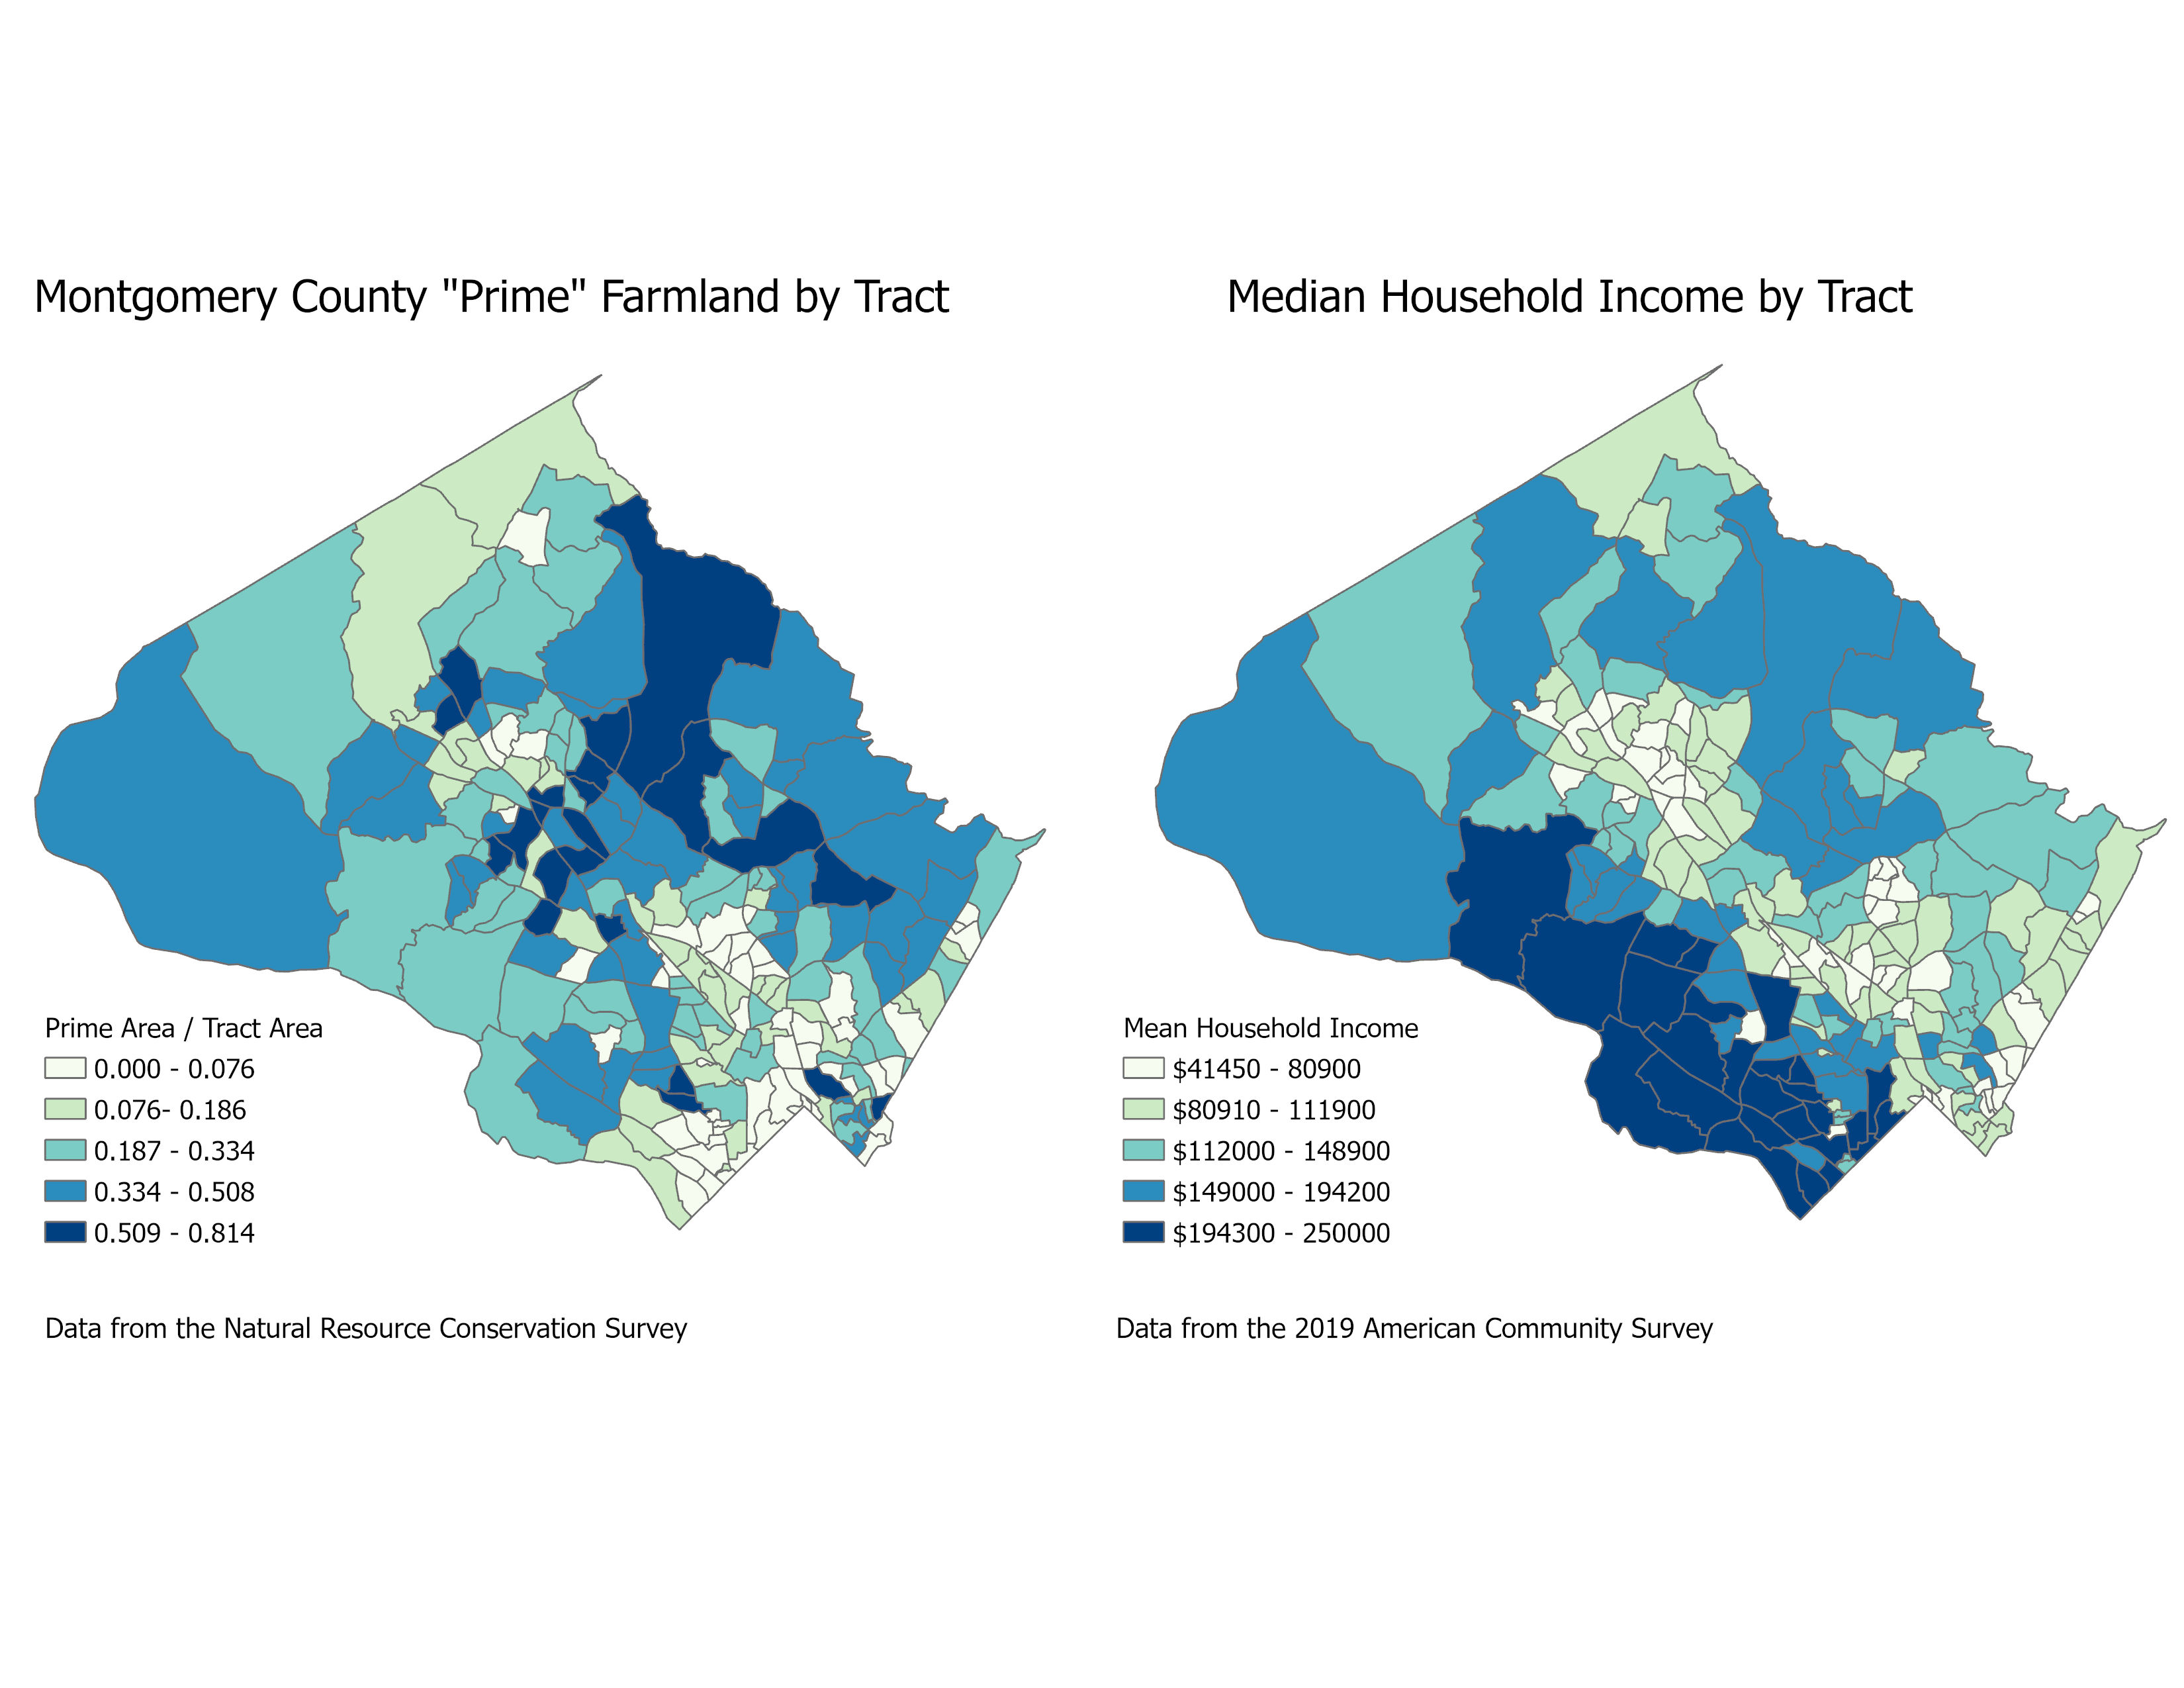 Montgomery County "Prime" Farmland by Tract
Median Household Income by Tract
Prime Area / Tract Area
0.000 - 0.076
0.076- 0.186
0.187 - 0.334
0.334 - 0.508
0.509 - 0.814
Mean Household Income
$41450 - 80900
$80910 - 111900
$112000 - 148900
$149000 - 194200
$194300 - 250000
Data from the Natural Resource Conservation Survey
Data from the 2019 American Community Survey